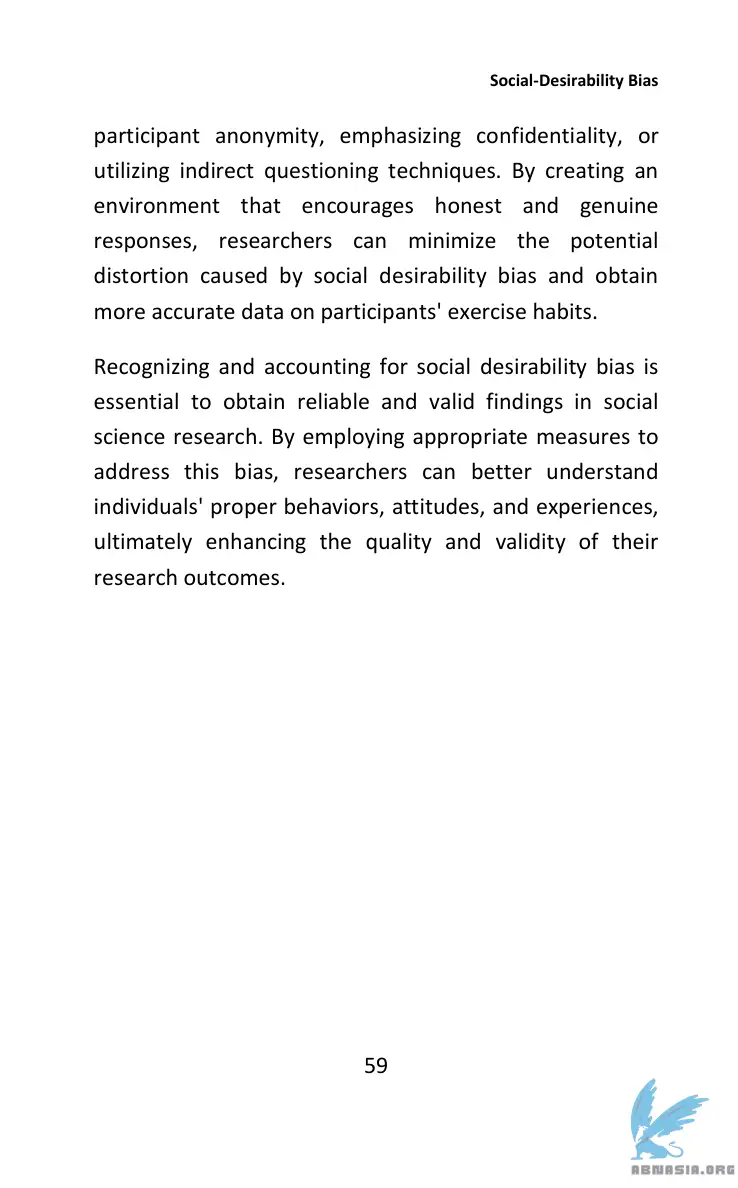 Social-Desirability Bias
participant anonymity, emphasizing confidentiality, or
utilizing indirect questioning techniques. By creating an
environment that encourages honest and genuine
responses, researchers can minimize the potential
distortion caused by social desirability bias and obtain
more accurate data on participants' exercise habits.
Recognizing and accounting for social desirability bias is
essential to obtain reliable and valid findings in social
science research. By employing appropriate measures to
address this bias, researchers can better understand
individuals' proper behaviors, attitudes, and experiences,
ultimately enhancing the quality and validity of their
research outcomes.
59
ABNASIA.ORG